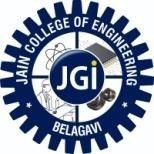 JAIN COLLEGE OF ENGINEERING
JGi
BELAGAVI